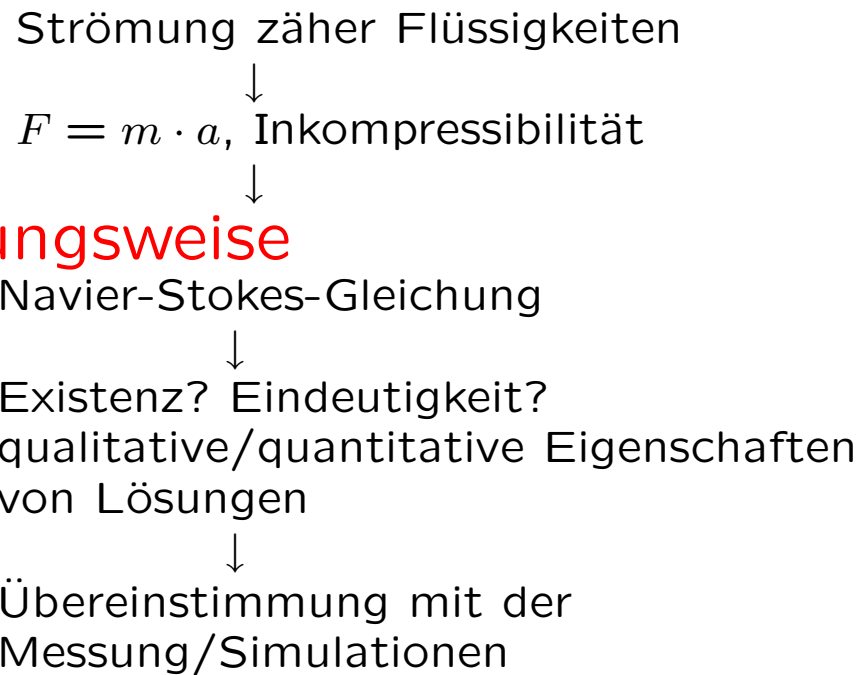 Strömung zäher Flüssigkeiten
↓
F = m · a, Inkompressibilität
↓
ungsweise
Navier-Stokes-Gleichung
↓
Existenz? Eindeutigkeit?
qualitative/quantitative Eigenschaften
von Lösungen
↓
Übereinstimmung mit der
Messung/Simulationen